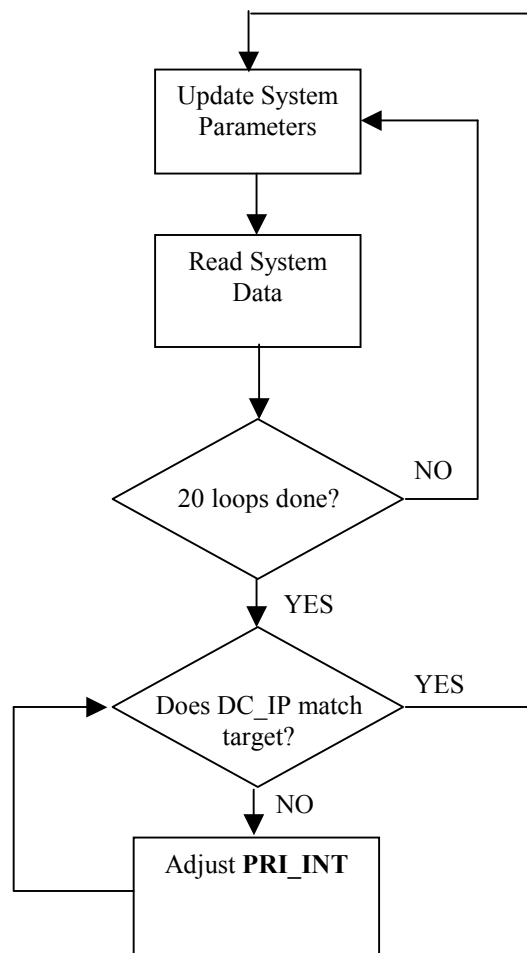 Update System
Parameters
Read System
Data
20 loops done?
NO
YES
Does DC_IP match
target?
YES
NO
Adjust PRI_INT